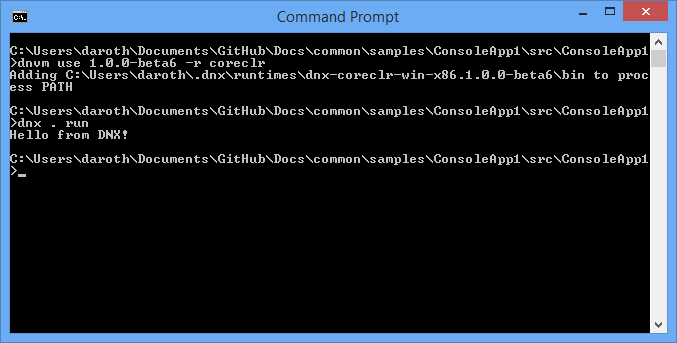 Command Prompt
C:\Users\daroth\Documents\GitHub\Docs\common\samples\ConsoleApp1\src\ConsoleApp1
>dnvm use 1.0.0-beta6 -r coreclr
Adding C:\Users\daroth\.dnx\runtimes\dnx-coreclr-win-x86.1.0.0-beta6\bin to proc
ess PATH
C:\Users\daroth\Documents\GitHub\Docs\common\samples\ConsoleApp1\src\ConsoleApp1
>dnx . run
Hello from DNX!
C:\Users\daroth\Documents\GitHub\Docs\common\samples\ConsoleApp1\src\ConsoleApp1
>_